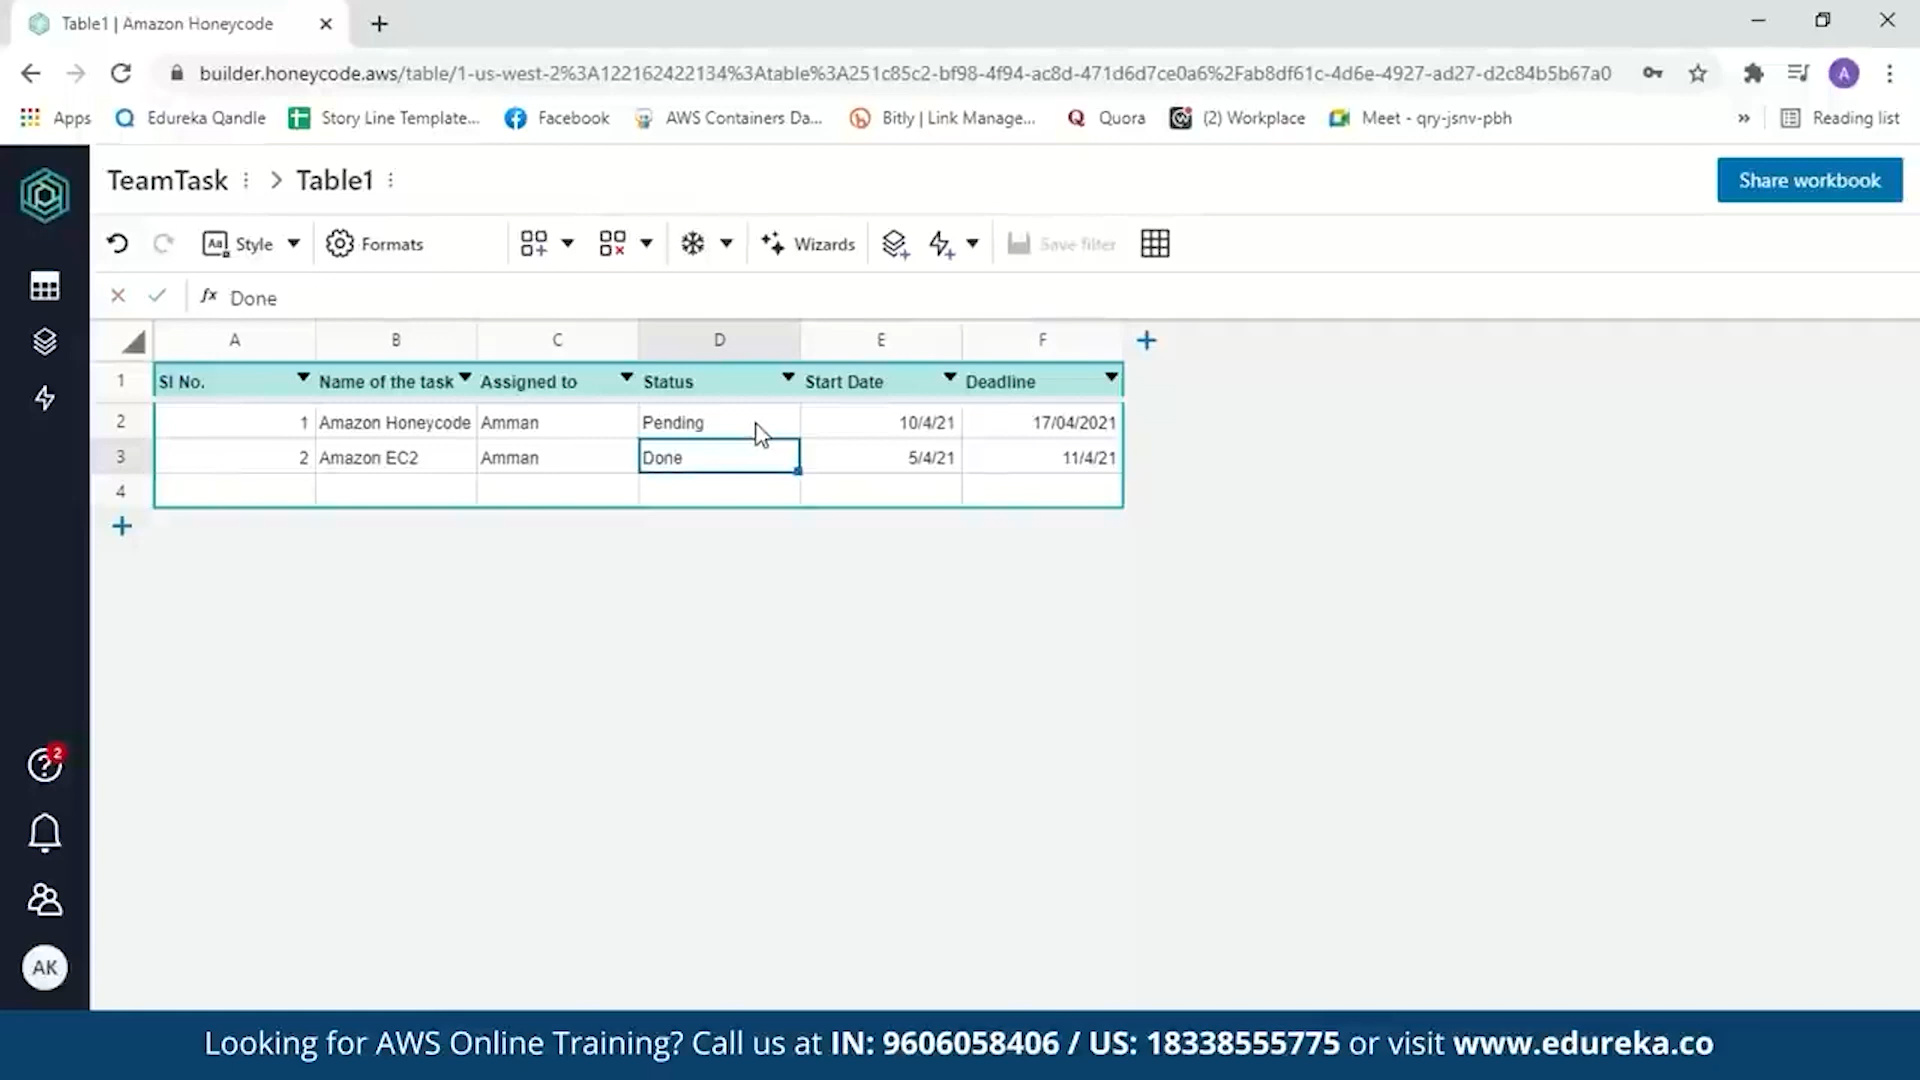 Table1 | Amazon Honeycode
builder.honeycode.aws/table/1-us-west-2%3A122162422134%3Atable%3A251c85c2-bf98-4f94-ac8d-471d6d7ce0a6%2Fab8df61c-4d6e-4927-ad27-d2c84b5b67a0 A
Apps Edureka Qandle Story Line Template... Facebook AWS Containers Da... Bitly | Link Manage... Quora (2) Workplace Meet - qry-jsnv-pbh » Reading list
TeamTask > Table1 Share workbook
Aa Style Formats Wizards Save filter
fx Done
A B C D E F
1 Sl No. Name of the task Assigned to Status Start Date Deadline
2 1 Amazon Honeycode Amman Pending 10/4/21 17/04/2021
3 2 Amazon EC2 Amman Done 5/4/21 11/4/21
4
2
AK
Looking for AWS Online Training? Call us at IN: 9606058406 / US: 18338555775 or visit www.edureka.co